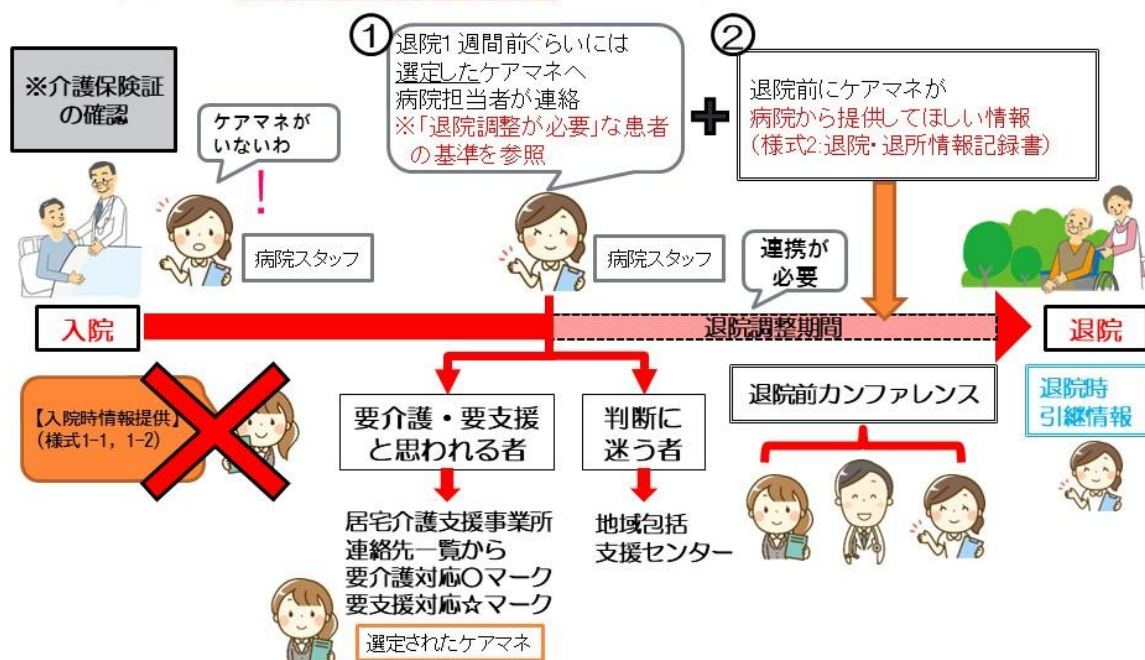 ※介護保険証
の確認
ケアマネが
いないわ
!
病院スタッフ
①
退院1週間前ぐらいには
選定したケアマネへ
病院担当者が連絡
※「退院調整が必要」な患者
の基準を参照
②
退院前にケアマネが
病院から提供してほしい情報
(様式2:退院・退所情報記録書)
病院スタッフ
連携が
必要
入院
退院調整期間
退院
【入院時情報提供】
(様式1-1, 1-2)
要介護・要支援
と思われる者
判断に
迷う者
退院前カンファレンス
退院時
引継情報
居宅介護支援事業所
連絡先一覧から
要介護対応〇マーク
要支援対応☆マーク
地域包括
支援センター
選定されたケアマネ